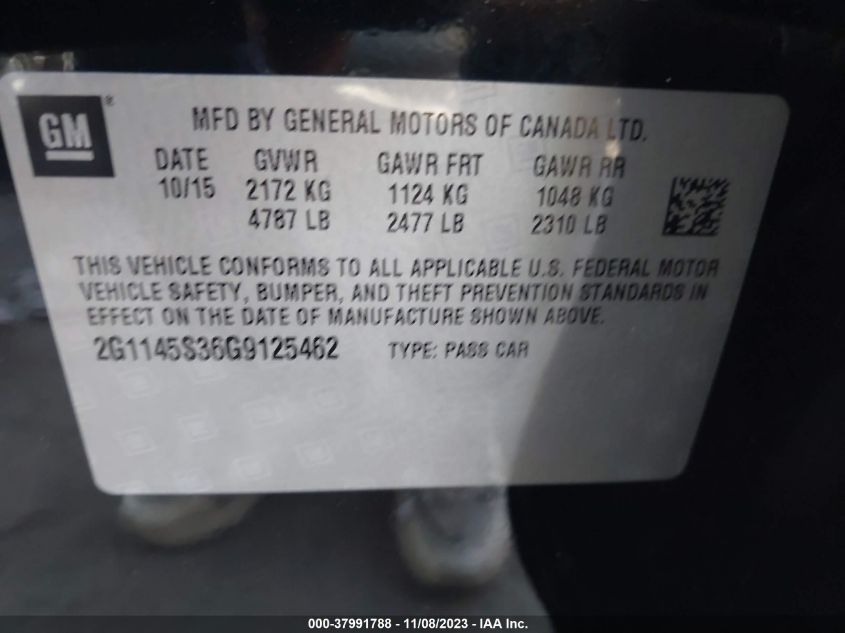 GM®
MFD BY GENERAL MOTORS OF CANADA LTD.
DATE GVWR GAWR FRT GAWR RR
10/15 2172 KG 1124 KG 1048 KG
4787 LB 2477 LB 2310 LB
THIS VEHICLE CONFORMS TO ALL APPLICABLE U.S. FEDERAL MOTOR
VEHICLE SAFETY, BUMPER, AND THEFT PREVENTION STANDARDS IN
EFFECT ON THE DATE OF MANUFACTURE SHOWN ABOVE.
2G1145S36G9125462 TYPE: PASS CAR
000-37991788 - 11/08/2023 - IAA Inc.